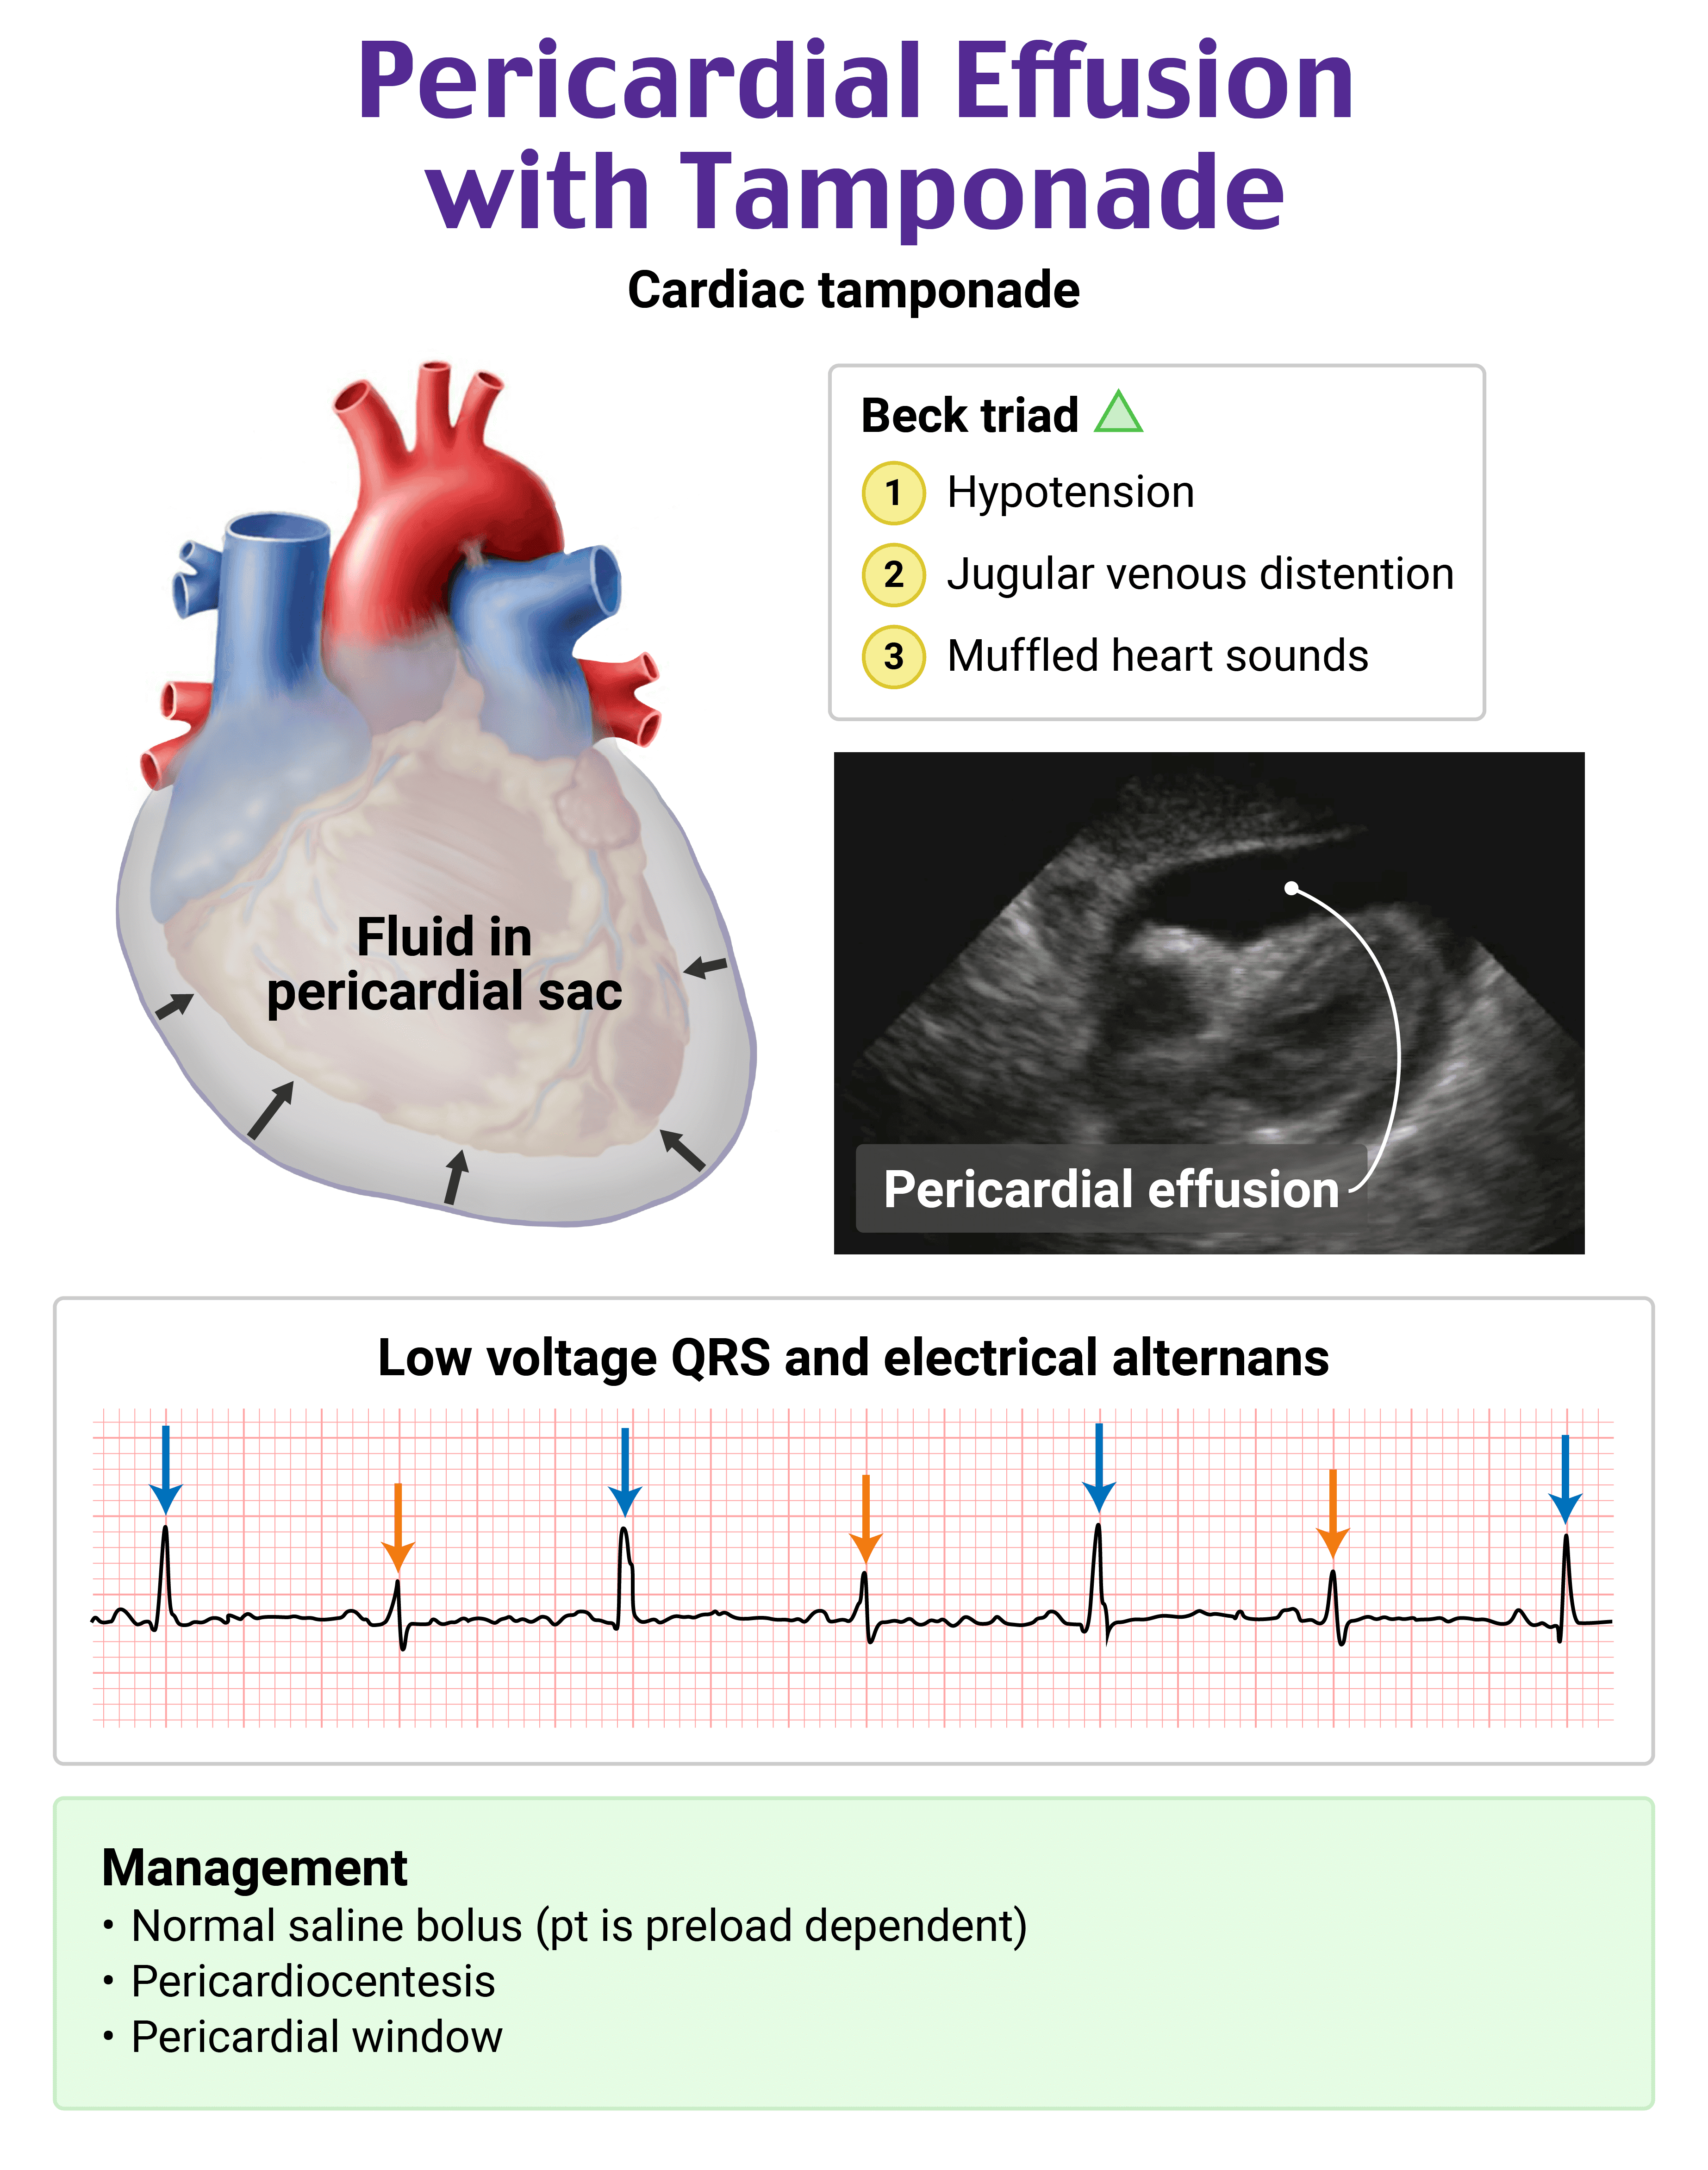 Pericardial Effusion
with Tamponade
Cardiac tamponade
Fluid in
pericardial sac
Beck triad
1 Hypotension
2 Jugular venous distention
3 Muffled heart sounds
Pericardial effusion
Low voltage QRS and electrical alternans
Management
• Normal saline bolus (pt is preload dependent)
• Pericardiocentesis
• Pericardial window